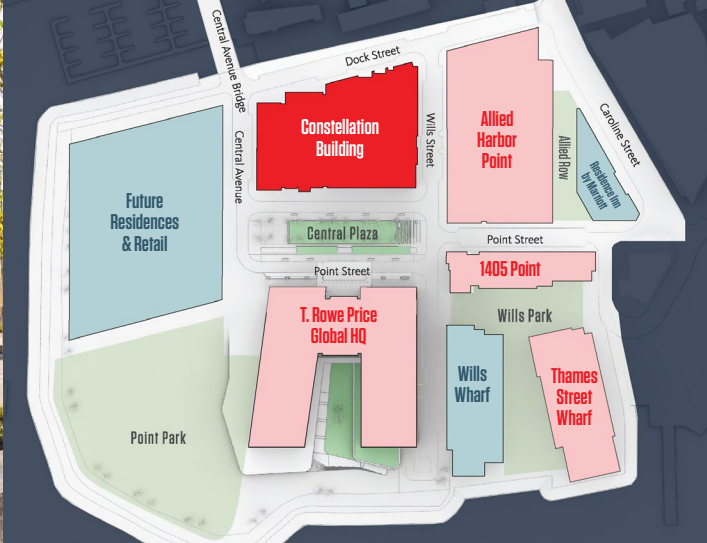 Central Avenue Bridge
Dock Street
Constellation
Building
Wills Street
Allied
Harbor
Point
Allied Row
Caroline Street
Residence Inn
by Marriott
Central Avenue
Future
Residences
& Retail
Central Plaza
Point Street
Point Street
1405 Point
T. Rowe Price
Global HQ
Wills Park
Wills
Wharf
Thames
Street
Wharf
Point Park